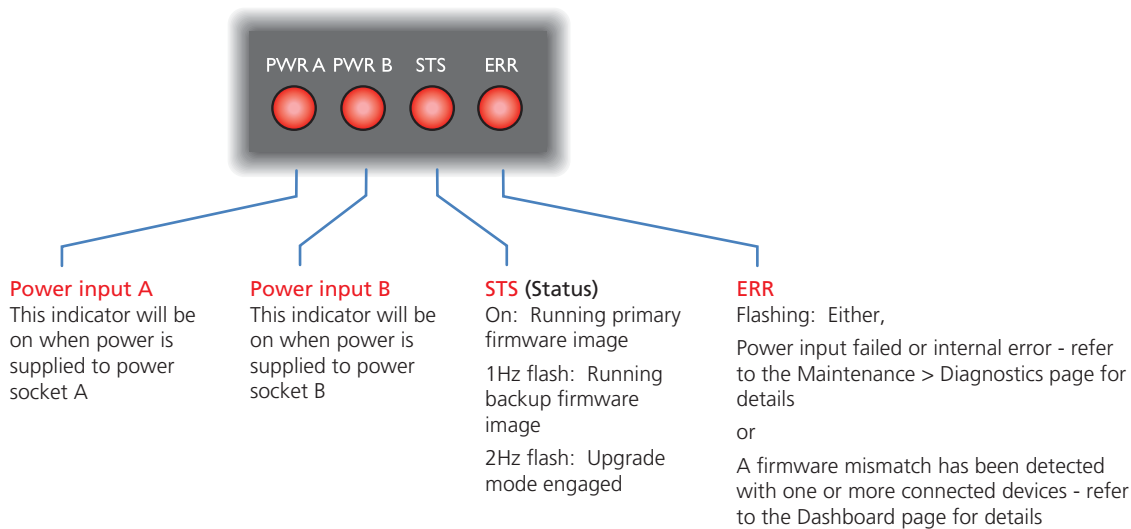 PWR A PWR B STS ERR
Power input A
This indicator will be
on when power is
supplied to power
socket A
Power input B
This indicator will be
on when power is
supplied to power
socket B
STS (Status)
On: Running primary
firmware image
1Hz flash: Running
backup firmware
image
2Hz flash: Upgrade
mode engaged
ERR
Flashing: Either,
Power input failed or internal error - refer
to the Maintenance > Diagnostics page for
details
or
A firmware mismatch has been detected
with one or more connected devices - refer
to the Dashboard page for details